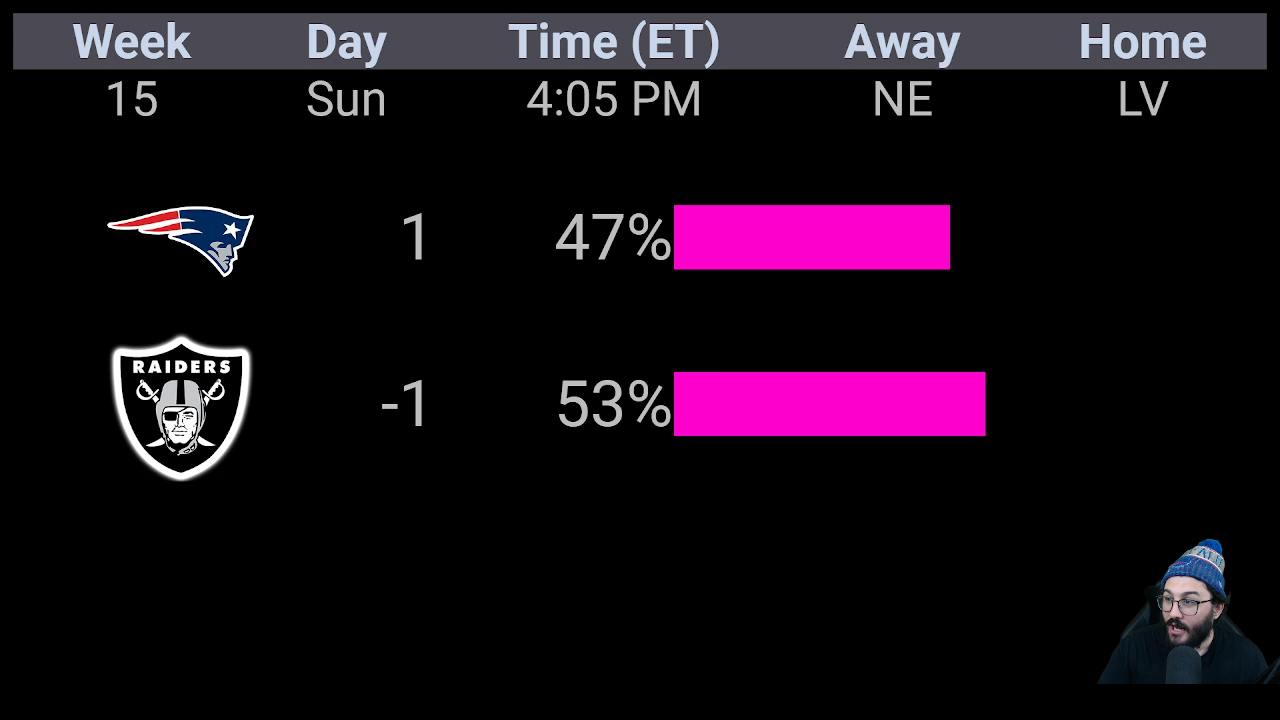 Week Day Time (ET) Away Home
15 Sun 4:05 PM NE LV
1 47%
RAIDERS
-1 53%